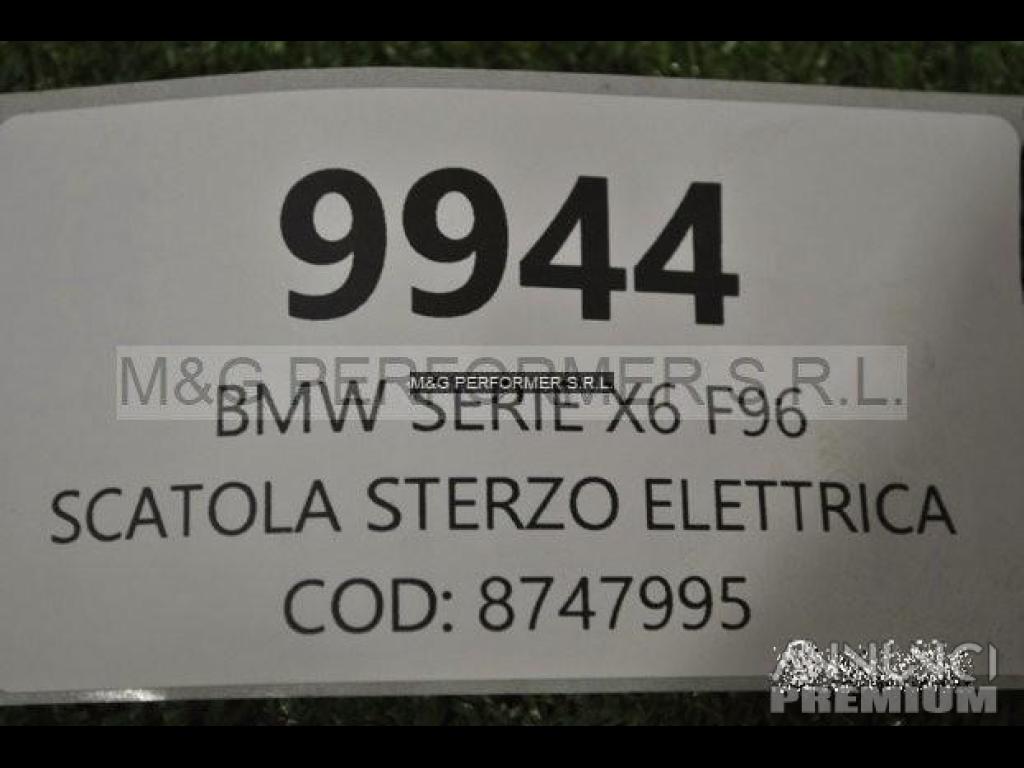 9944
M&G PERFORMER S.R.L.
M&G PERFORMER S.R.L.
BMW SERIE X6 F96
SCATOLA STERZO ELETTRICA
COD: 8747995
PREMIUM